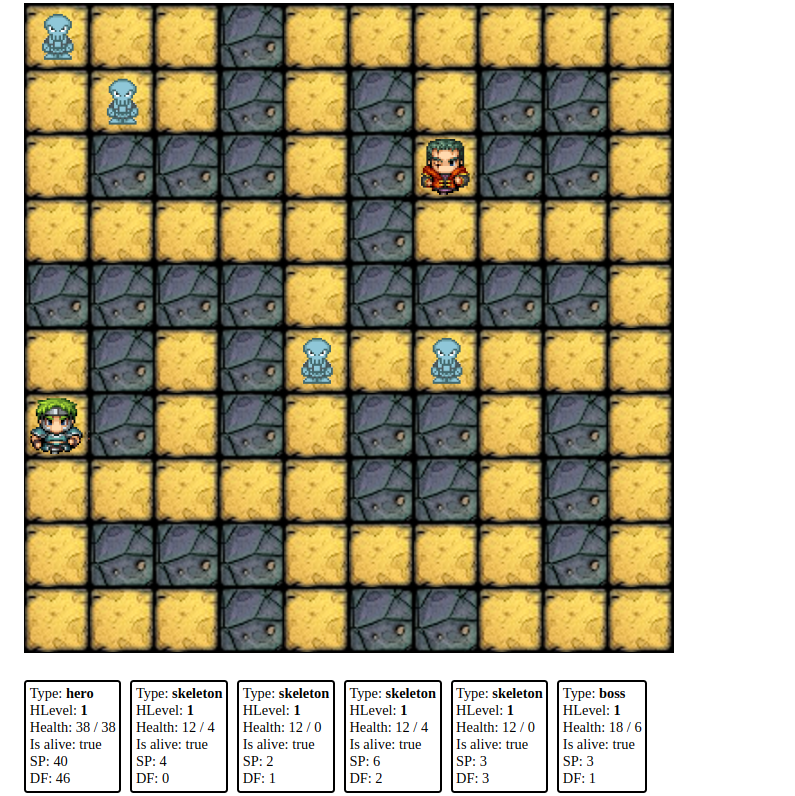 Type: hero
HLevel: 1
Health: 38 / 38
Is alive: true
SP: 40
DF: 46
Type: skeleton
HLevel: 1
Health: 12 / 4
Is alive: true
SP: 4
DF: 0
Type: skeleton
HLevel: 1
Health: 12 / 0
Is alive: true
SP: 2
DF: 1
Type: skeleton
HLevel: 1
Health: 12 / 4
Is alive: true
SP: 6
DF: 2
Type: skeleton
HLevel: 1
Health: 12 / 0
Is alive: true
SP: 3
DF: 3
Type: boss
HLevel: 1
Health: 18 / 6
Is alive: true
SP: 3
DF: 1